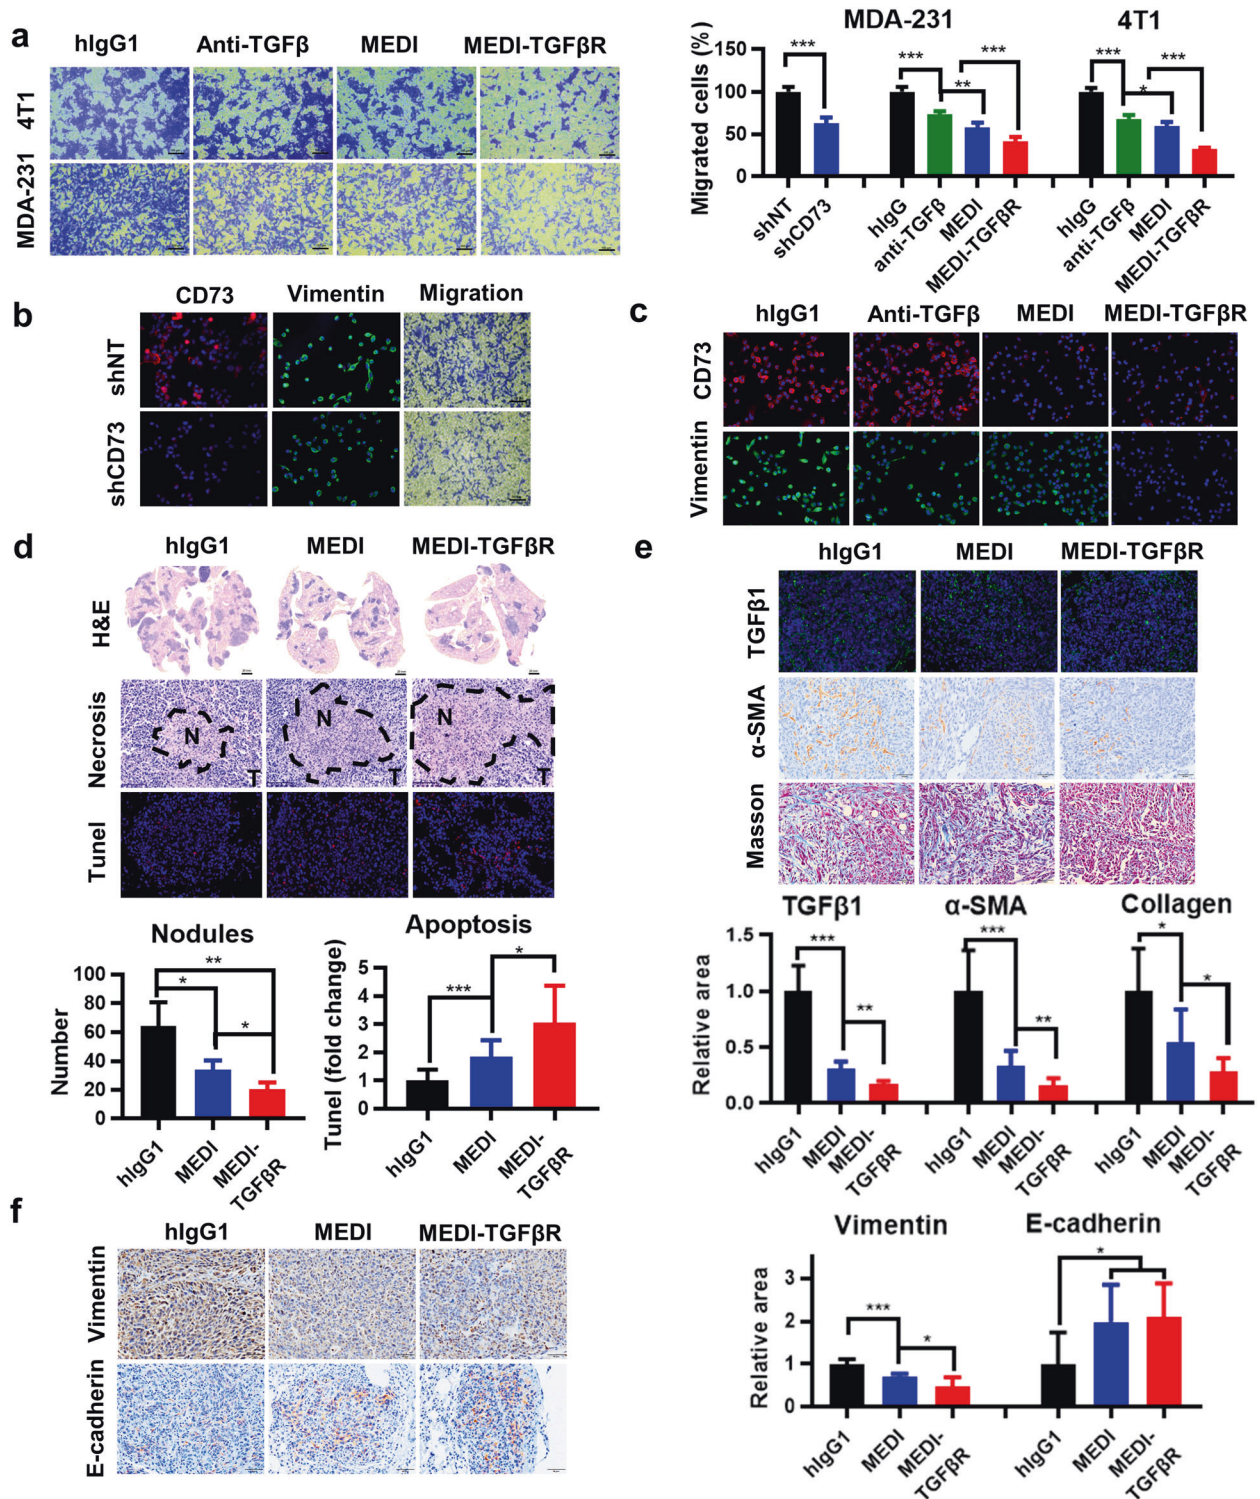 a
hIgG1 Anti-TGFβ MEDI MEDI-TGFβR
4T1
MDA-231
MDA-231 4T1
Migrated cells (%)
150
100
50
0
*** *** ** *** *** * ***
shNT shCD73 hIgG anti-TGFβ MEDI MEDI-TGFβR hIgG anti-TGFβ MEDI MEDI-TGFβR
b
CD73 Vimentin Migration
shNT
shCD73
c
hIgG1 Anti-TGFβ MEDI MEDI-TGFβR
CD73
Vimentin
d
hIgG1 MEDI MEDI-TGFβR
H&E
Necrosis
N N N
T T T
Tunel
Nodules
Number
100
80
60
40
20
0
**
*
*
hIgG1 MEDI MEDI-
TGFβR
Apoptosis
Tunel (fold change)
5
4
3
2
1
0
*** *
hIgG1 MEDI MEDI-
TGFβR
e
hIgG1 MEDI MEDI-TGFβR
TGFβ1
α-SMA
Masson
TGFβ1 α-SMA Collagen
Relative area
1.5
1.0
0.5
0.0
*** ** *** ** * *
hIgG1 MEDI MEDI-
TGFβR
hIgG1 MEDI MEDI-
TGFβR
hIgG1 MEDI MEDI-
TGFβR
f
hIgG1 MEDI MEDI-TGFβR
Vimentin
E-cadherin
Vimentin E-cadherin
Relative area
3
2
1
0
*** * *
hIgG1 MEDI MEDI-
TGFβR
hIgG1 MEDI MEDI-
TGFβR